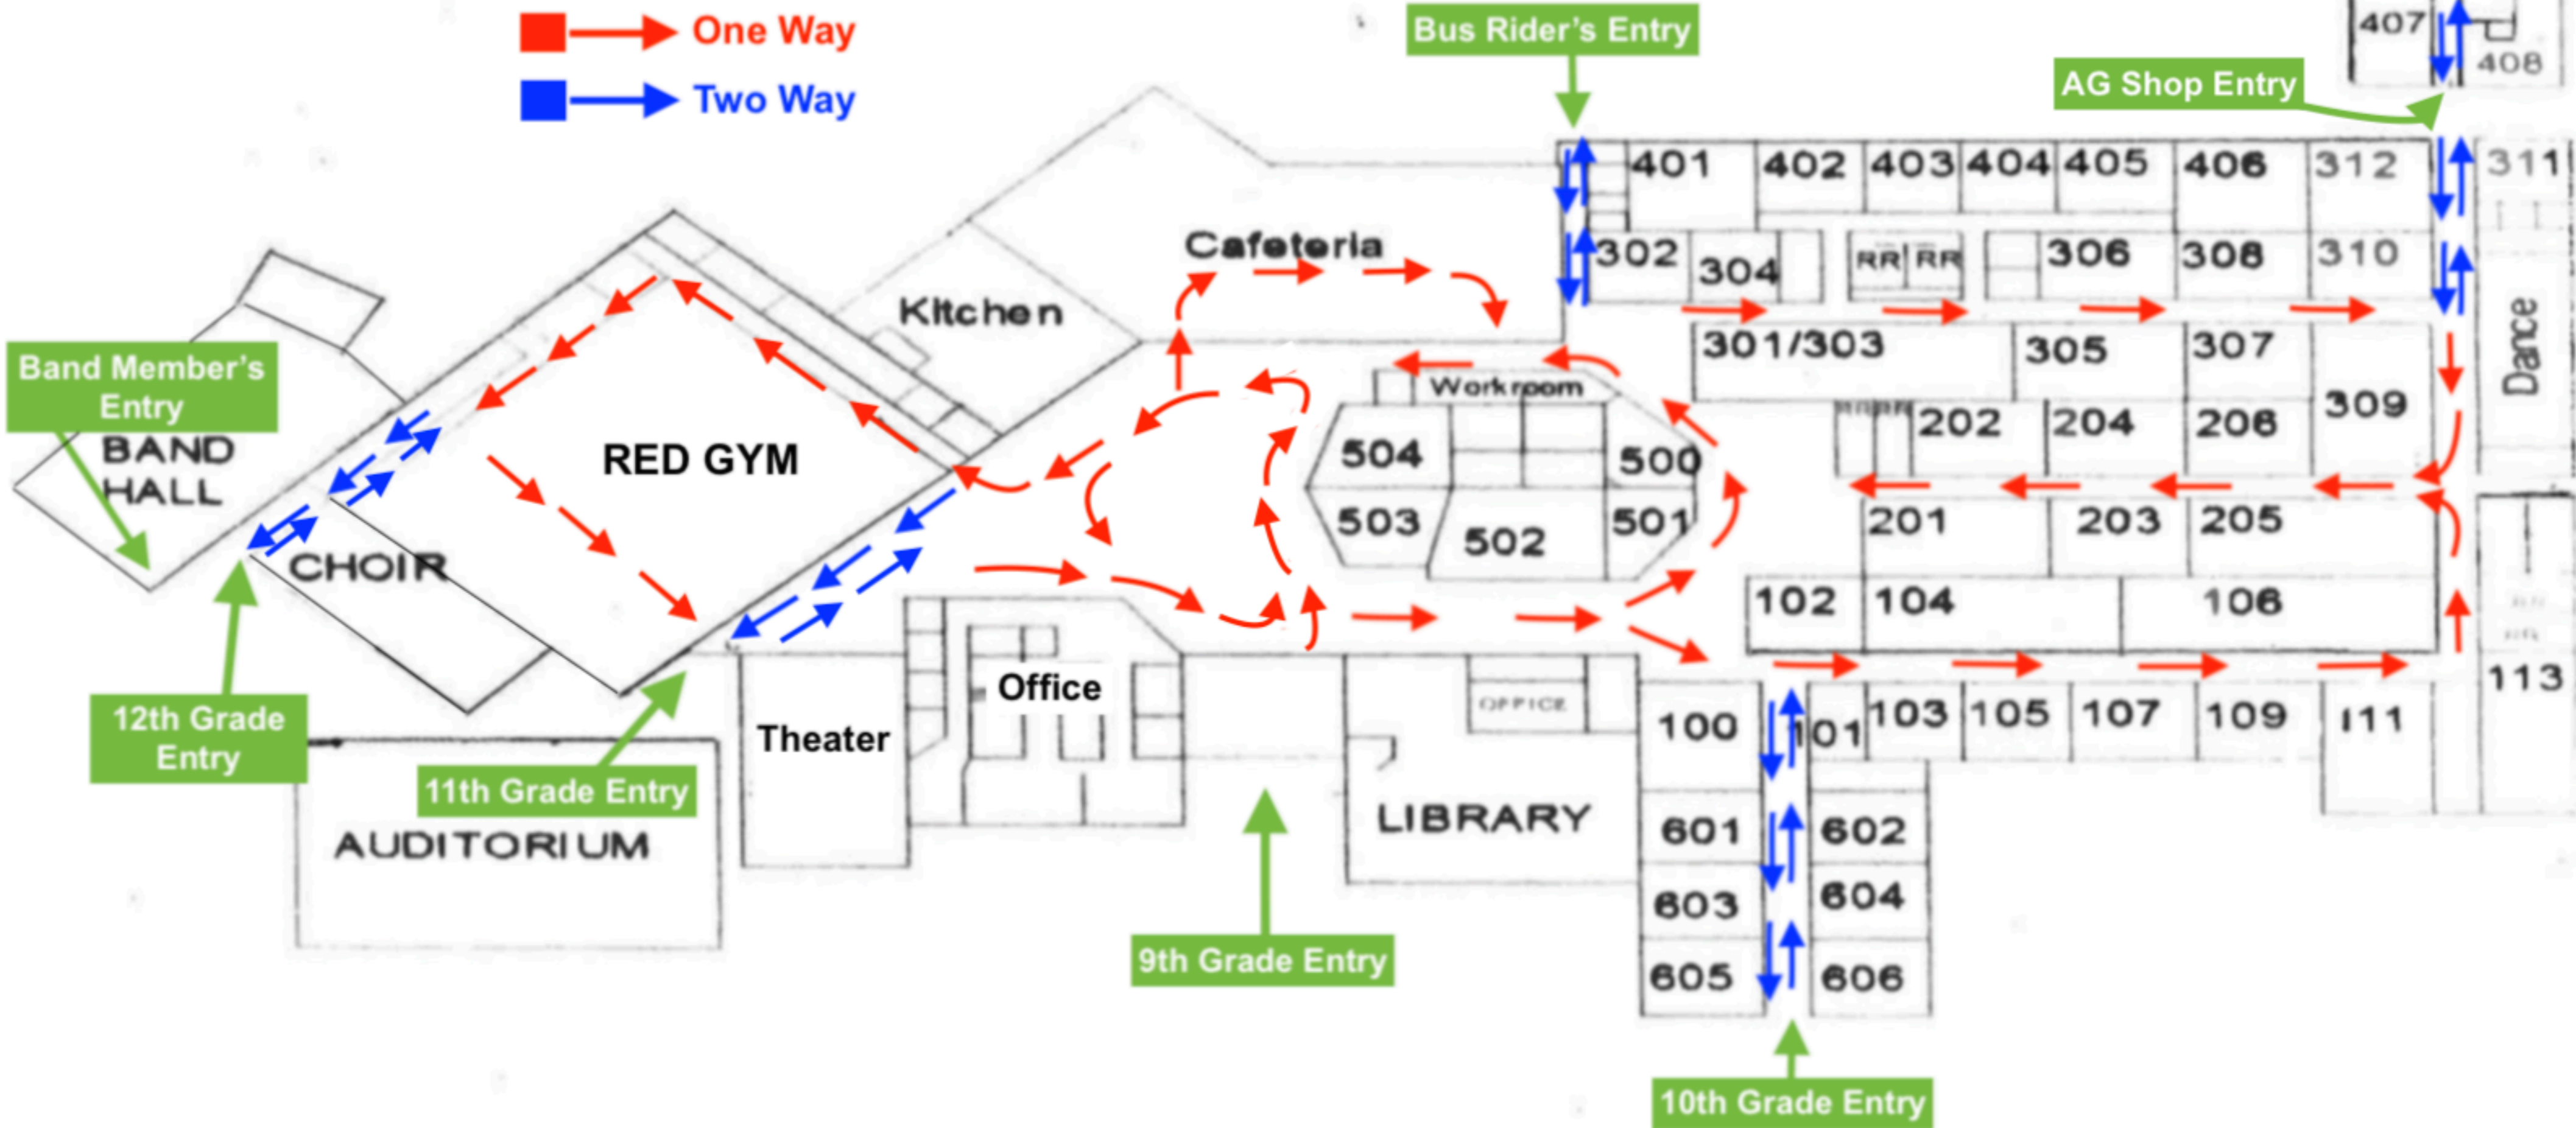 One Way
Two Way
Bus Rider's Entry
407
408
AG Shop Entry
401
402
403
404
405
406
312
311
302
304
RR
RR
306
308
310
Cafeteria
Kitchen
301/303
305
307
309
Dance
Workroom
202
204
206
504
500
503
502
501
201
203
205
RED GYM
Band Member's
Entry
BAND
HALL
CHOIR
102
104
106
12th Grade
Entry
11th Grade Entry
AUDITORIUM
Theater
Office
OFFICE
LIBRARY
9th Grade Entry
100
101
103
105
107
109
111
113
601
602
603
604
605
606
10th Grade Entry